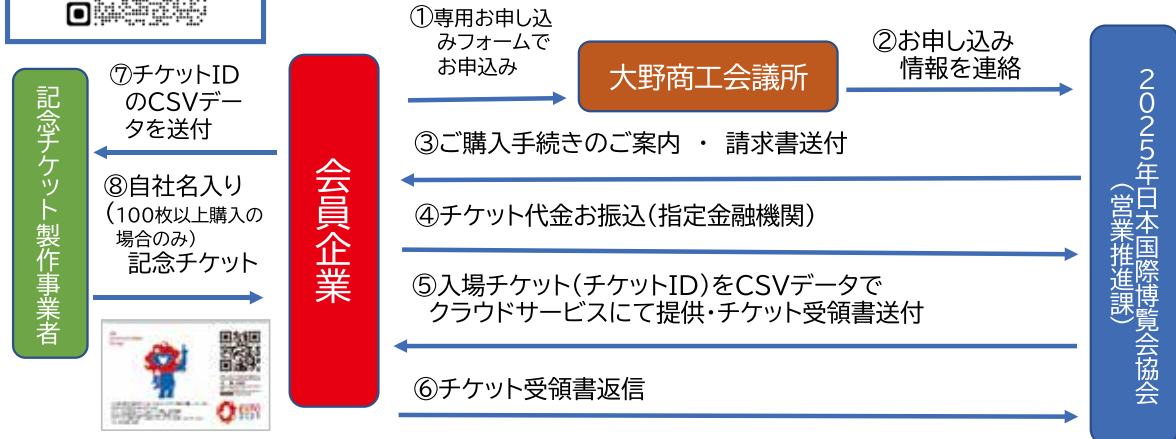 ①専用お申し込
みフォームで
お申込み
大野商工会議所
②お申し込み
情報を連絡
⑦チケットID
のCSVデー
タを送付
記念チケット製作事業者
⑧自社名入り
(100枚以上購入の
場合のみ)
記念チケット
会員企業
③ご購入手続きのご案内 ・ 請求書送付
④チケット代金お振込(指定金融機関)
⑤入場チケット(チケットID)をCSVデータで
クラウドサービスにて提供・チケット受領書送付
⑥チケット受領書返信
2025年日本国際博覧会協会
(営業推進課)